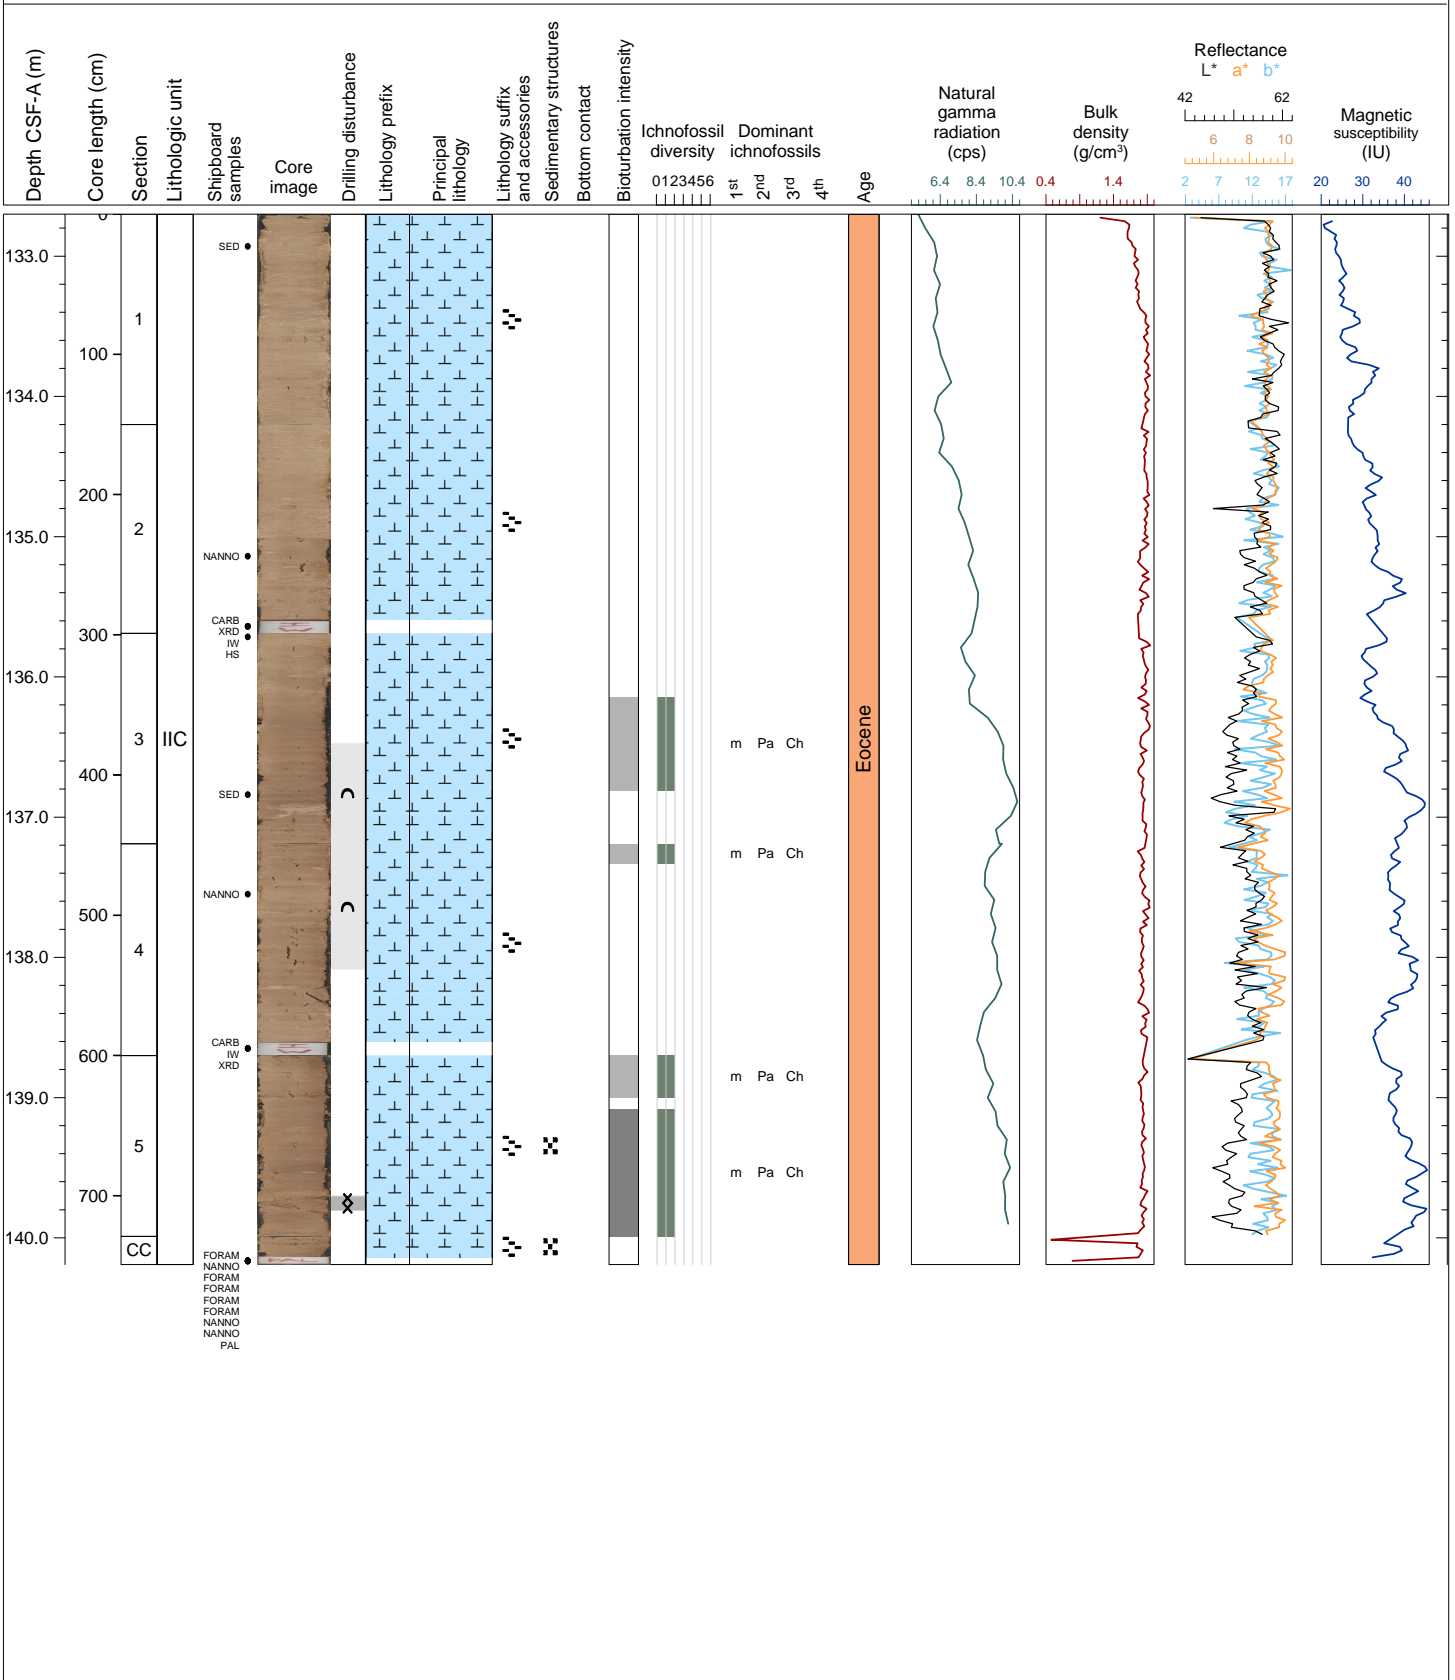 Depth CSF-A (m)
Core length (cm)
Section
Lithologic unit
Shipboard
samples
Core
image
Drilling disturbance
Lithology prefix
Principal
lithology
Lithology suffix
and accessories
Sedimentary structures
Bottom contact
Bioturbation intensity
Ichnofossil
diversity
0123456
Dominant
ichnofossils
1st 2nd 3rd 4th
Age
Natural
gamma
radiation
(cps)
6.4 8.4 10.4
Bulk
density
(g/cm³)
0.4 1.4
Reflectance
L* a* b*
42 62
6 8 10
2 7 12 17
Magnetic
susceptibility
(IU)
20 30 40
0
133.0
SED
1
100
134.0
200
2
135.0
NANNO
CARB
XRD
IW
HS
300
136.0
3
IIC
m Pa Ch
Eocene
400
SED
137.0
m Pa Ch
NANNO
500
4
138.0
CARB
IW
XRD
600
m Pa Ch
139.0
5
m Pa Ch
700
140.0
CC
FORAM
NANNO
FORAM
FORAM
FORAM
FORAM
NANNO
NANNO
PAL